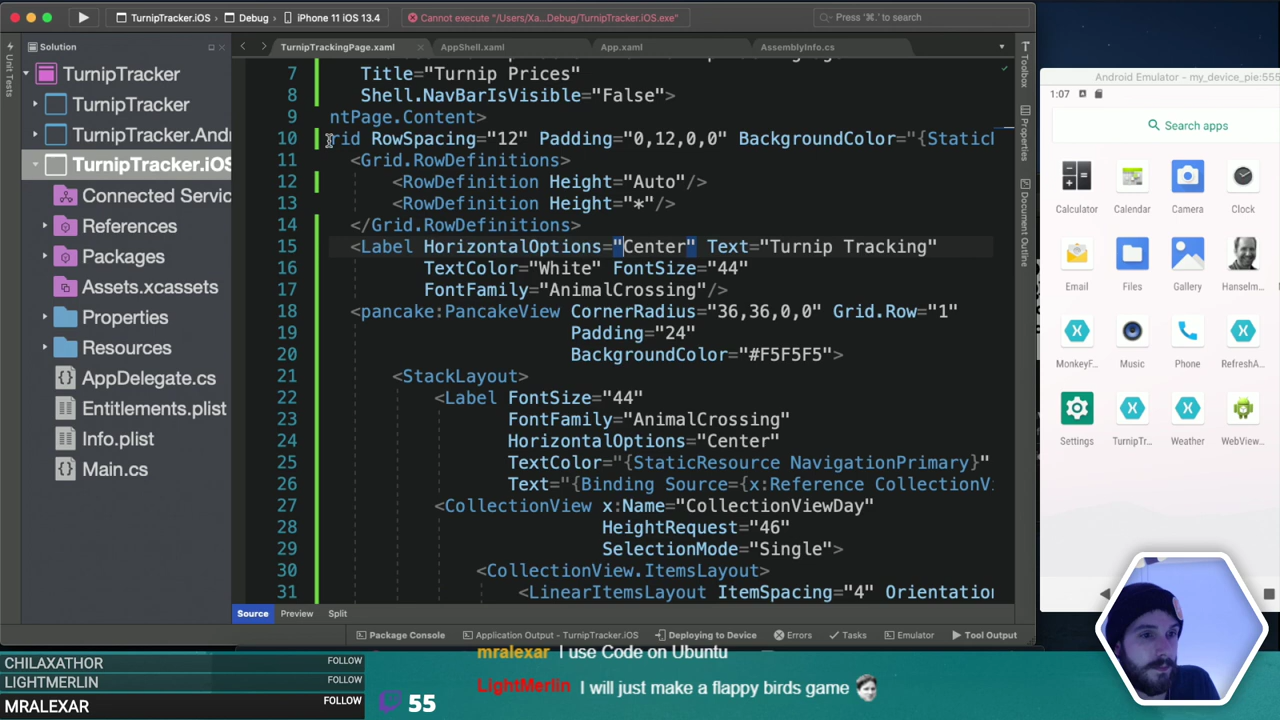 TurnipTracker.iOS > Debug > iPhone 11 iOS 13.4
Cannot execute "/Users/Xa...Debug/TurnipTracker.iOS.exe"
Press '⌘.' to search
Solution
TurnipTrackingPage.xaml
AppShell.xaml
App.xaml
AssemblyInfo.cs
Unit Tests
Toolbox
Properties
Document Outline
TurnipTracker
TurnipTracker
TurnipTracker.Andr
TurnipTracker.iOS
Connected Servic
References
Packages
Assets.xcassets
Properties
Resources
AppDelegate.cs
Entitlements.plist
Info.plist
Main.cs
7 Title="Turnip Prices"
8 Shell.NavBarIsVisible="False">
9 ntPage.Content>
10 rid RowSpacing="12" Padding="0,12,0,0" BackgroundColor="{Static
11 <Grid.RowDefinitions>
12 <RowDefinition Height="Auto"/>
13 <RowDefinition Height="*"/>
14 </Grid.RowDefinitions>
15 <Label HorizontalOptions="Center" Text="Turnip Tracking"
16 TextColor="White" FontSize="44"
17 FontFamily="AnimalCrossing"/>
18 <pancake:PancakeView CornerRadius="36,36,0,0" Grid.Row="1"
19 Padding="24"
20 BackgroundColor="#F5F5F5">
21 <StackLayout>
22 <Label FontSize="44"
23 FontFamily="AnimalCrossing"
24 HorizontalOptions="Center"
25 TextColor="{StaticResource NavigationPrimary}"
26 Text="{Binding Source={x:Reference CollectionVi
27 <CollectionView x:Name="CollectionViewDay"
28 HeightRequest="46"
29 SelectionMode="Single">
30 <CollectionView.ItemsLayout>
31 <LinearItemsLayout ItemSpacing="4" Orientation
Source Preview Split
Package Console
Application Output - TurnipTracker.iOS
Deploying to Device
Errors
Tasks
Emulator
Tool Output
Android Emulator - my_device_pie:555
1:07
Search apps
Calculator Calendar Camera Clock
Email Files Gallery Hanselm...
MonkeyF... Music Phone RefreshA...
Settings TurnipTr... Weather WebView...
CHILAXATHOR FOLLOW
LIGHTMERLIN FOLLOW
MRALEXAR FOLLOW
55
mralexar I use Code on Ubuntu
LightMerlin I will just make a flappy birds game